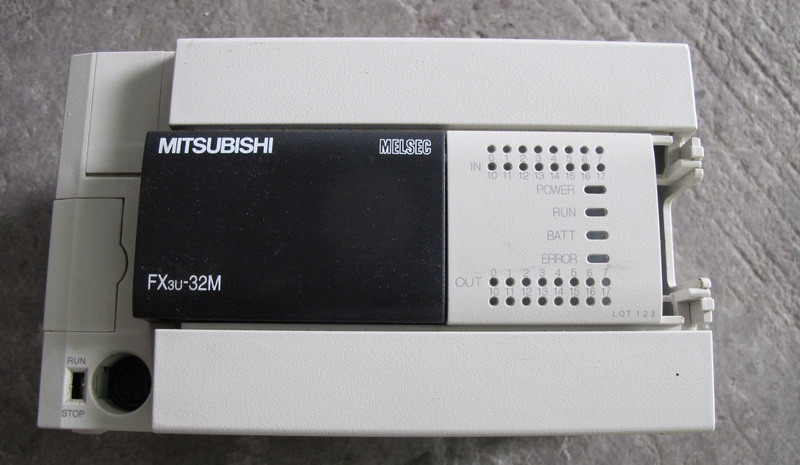 MITSUBISHI
MELSEC
FX3U-32M
0 1 2 3 4 5 6 7
IN
10 11 12 13 14 15 16 17
POWER
RUN
BATT
ERROR
OUT
0 1 2 3 4 5 6 7
10 11 12 13 14 15 16 17
LOT 1 2 3
RUN
STOP